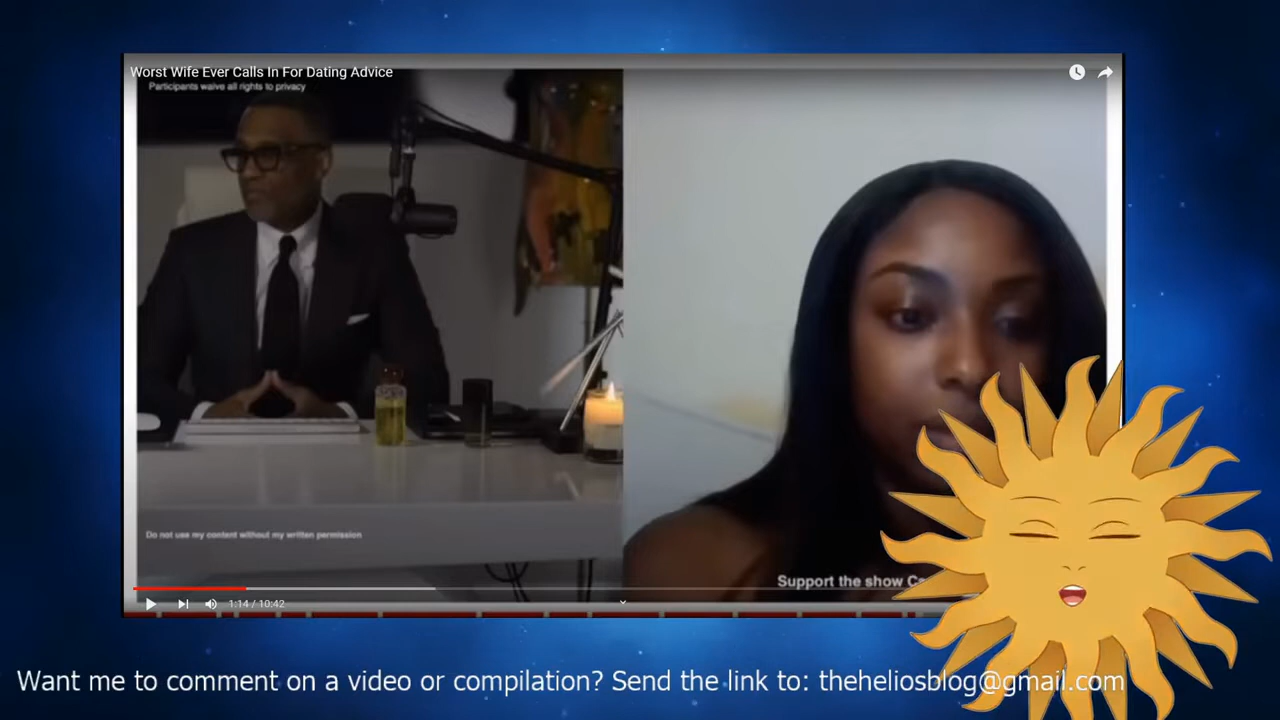 Worst Wife Ever Calls In For Dating Advice
Participants waive all rights to privacy
Do not use my content without my written permission
Support the show Ca
1:14 / 10:42
Want me to comment on a video or compilation? Send the link to: theheliosblog@gmail.com